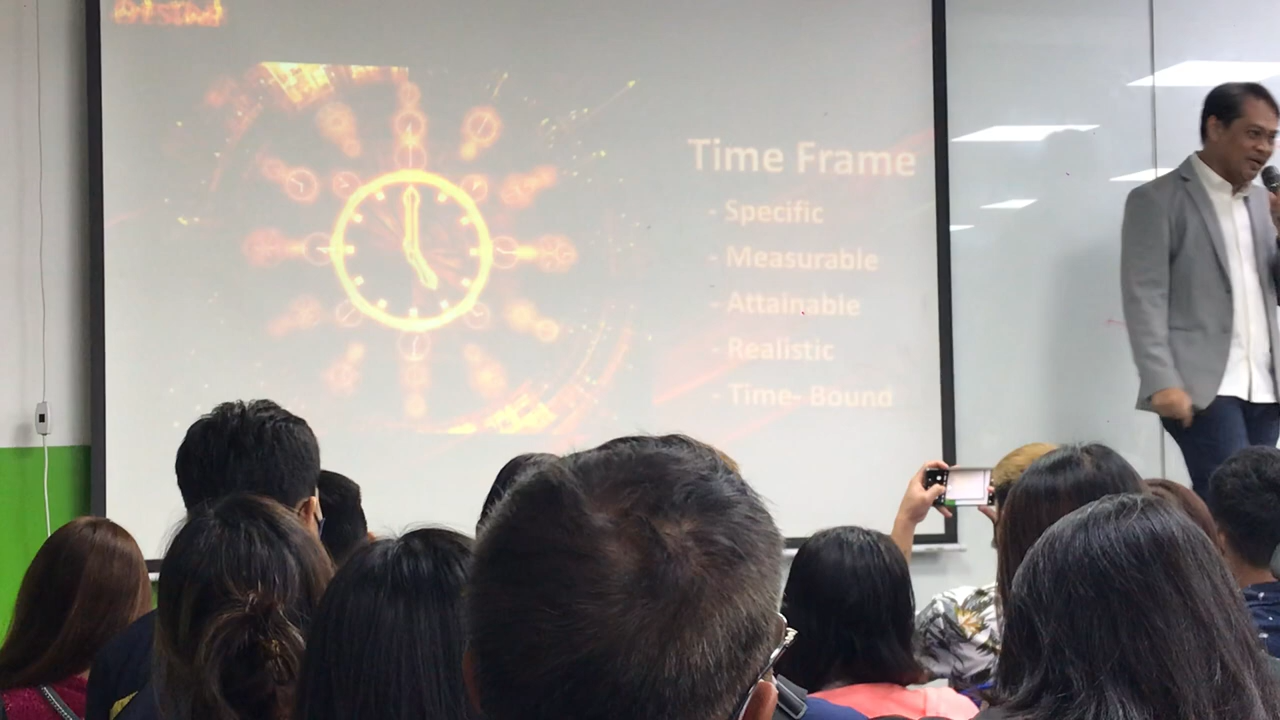 Time Frame
- Specific
- Measurable
- Attainable
- Realistic
- Time- Bound